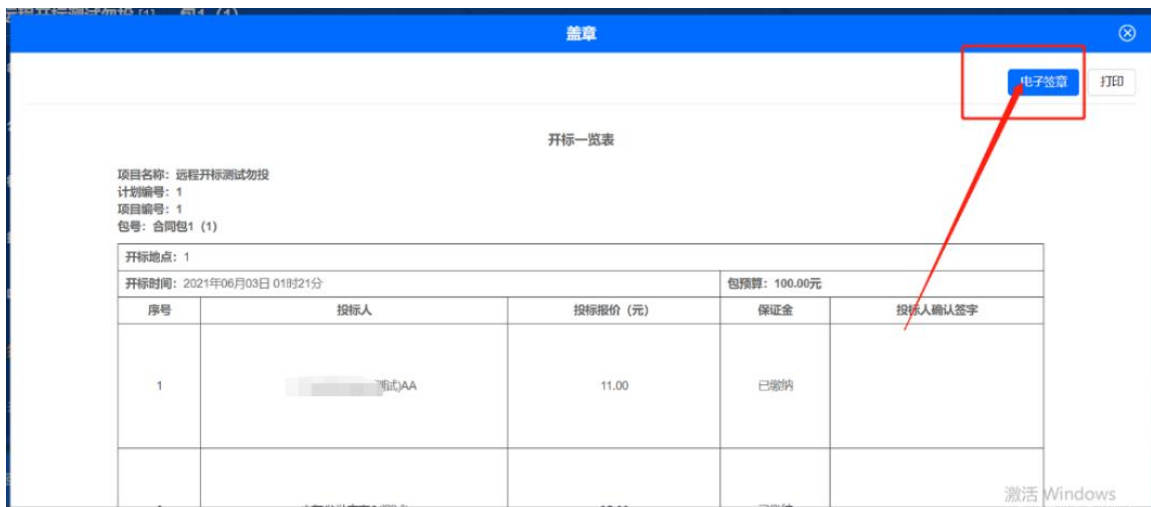 盖章
电子签章 打印
开标一览表
项目名称：远程开标测试勿投
计划编号：1
项目编号：1
包号：合同包1（1）
开标地点：1
开标时间：2021年06月03日 01时21分 包预算：100.00元
序号 投标人 投标报价（元） 保证金 投标人确认签字
1 测试)AA 11.00 已缴纳
激活 Windows